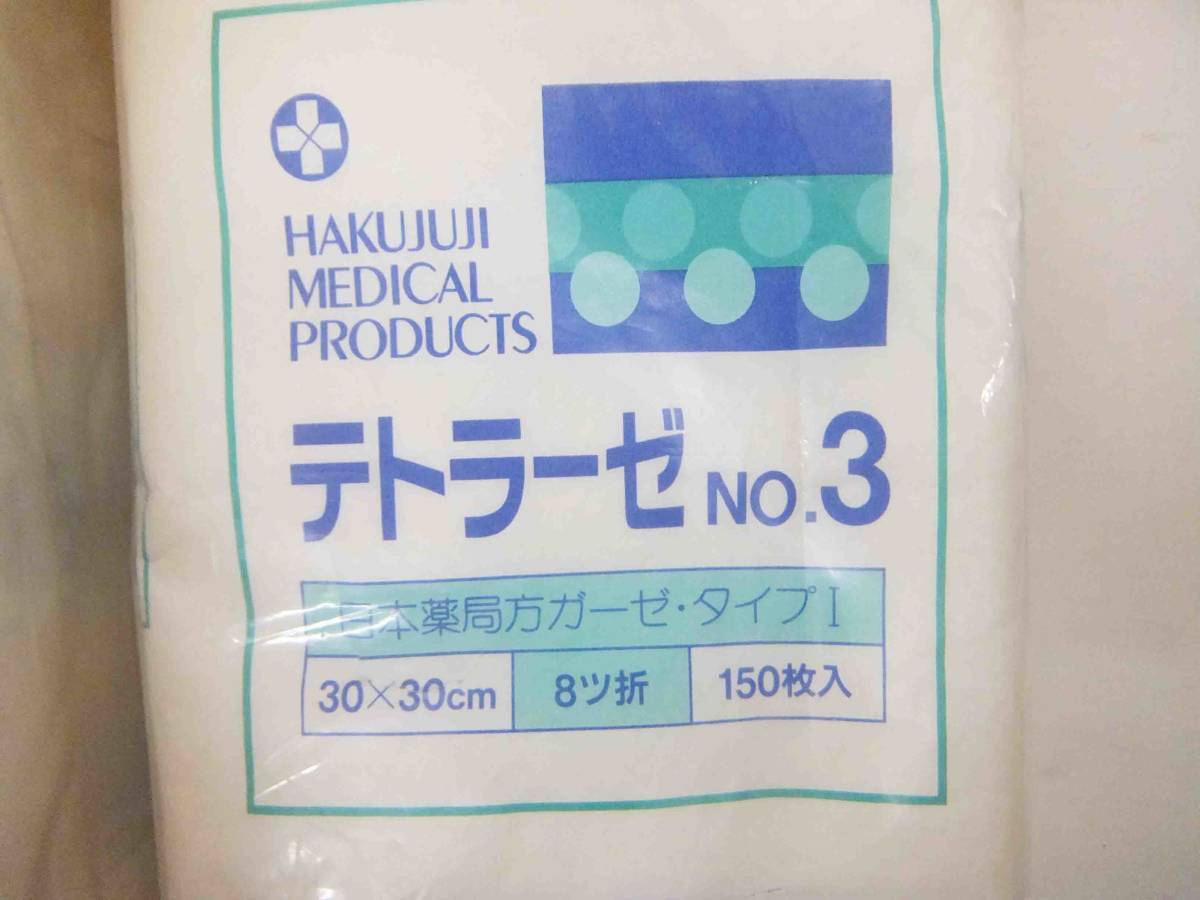 HAKUJUJI
MEDICAL
PRODUCTS
テトラーゼ NO.3
日本薬局方ガーゼ・タイプI
30×30cm 8ツ折 150枚入